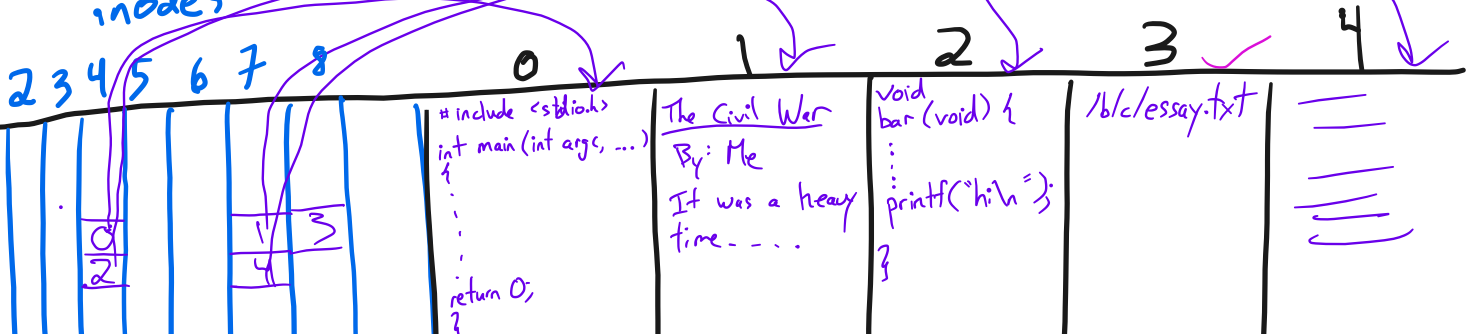 inodes
2 3 4 5 6 7 8
0 1 2 3 4
#include <stdio.h>
int main(int argc, ...)
{
return 0;
}
The Civil War
By: Me
It was a heavy
time....
void
bar(void) {
printf("hi\n");
}
/b/c/essay.txt
0
2
1
4
3